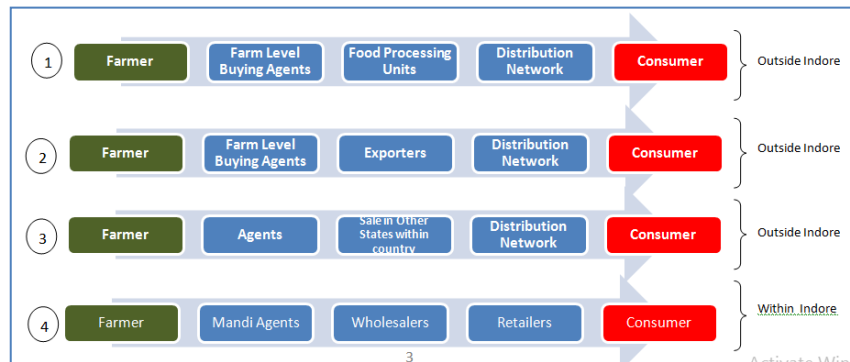 1
Farmer
Farm Level
Buying Agents
Food Processing
Units
Distribution
Network
Consumer
Outside Indore
2
Farmer
Farm Level
Buying Agents
Exporters
Distribution
Network
Consumer
Outside Indore
3
Farmer
Agents
Sale in Other
States within
country
Distribution
Network
Consumer
Outside Indore
4
Farmer
Mandi Agents
Wholesalers
Retailers
Consumer
Within Indore
3
Activate Win